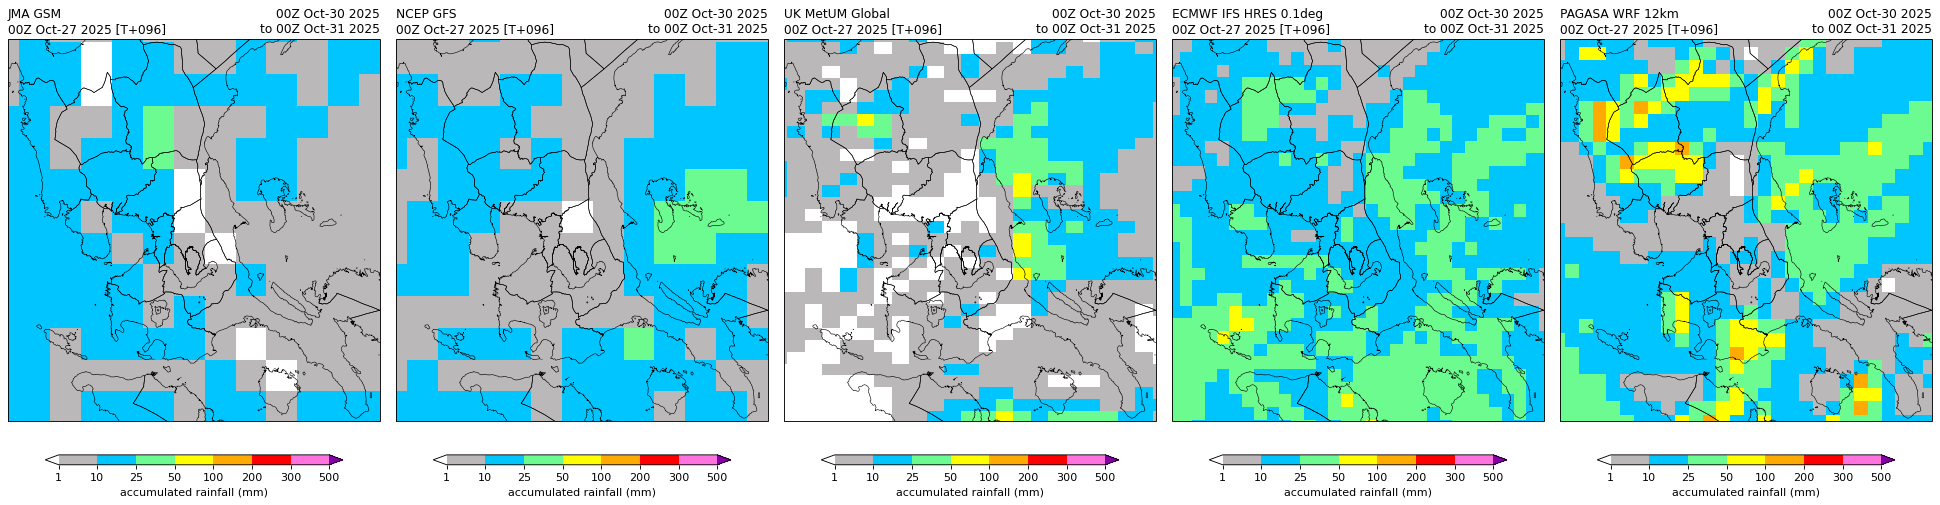 JMA GSM 00Z Oct-30 2025
00Z Oct-27 2025 [T+096] to 00Z Oct-31 2025
NCEP GFS 00Z Oct-30 2025
00Z Oct-27 2025 [T+096] to 00Z Oct-31 2025
UK MetUM Global 00Z Oct-30 2025
00Z Oct-27 2025 [T+096] to 00Z Oct-31 2025
ECMWF IFS HRES 0.1deg 00Z Oct-30 2025
00Z Oct-27 2025 [T+096] to 00Z Oct-31 2025
PAGASA WRF 12km 00Z Oct-30 2025
00Z Oct-27 2025 [T+096] to 00Z Oct-31 2025
1 10 25 50 100 200 300 500
accumulated rainfall (mm)
1 10 25 50 100 200 300 500
accumulated rainfall (mm)
1 10 25 50 100 200 300 500
accumulated rainfall (mm)
1 10 25 50 100 200 300 500
accumulated rainfall (mm)
1 10 25 50 100 200 300 500
accumulated rainfall (mm)